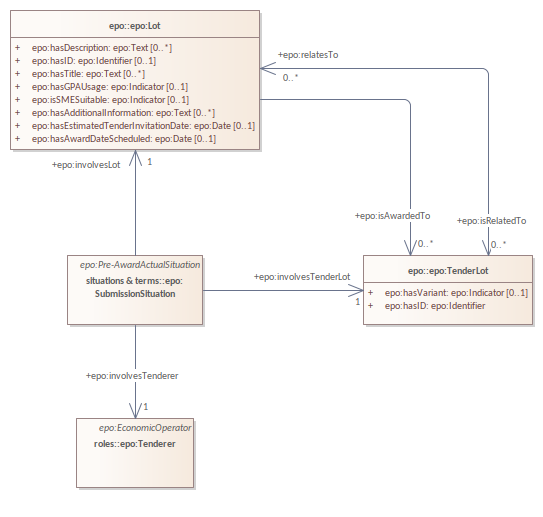 epo::epo:Lot
+ epo:hasDescription: epo:Text [0..*]
+ epo:hasID: epo:Identifier [0..1]
+ epo:hasTitle: epo:Text [0..*]
+ epo:hasGPAUsage: epo:Indicator [0..1]
+ epo:isSMESuitable: epo:Indicator [0..1]
+ epo:hasAdditionalInformation: epo:Text [0..*]
+ epo:hasEstimatedTenderInvitationDate: epo:Date [0..1]
+ epo:hasAwardDateScheduled: epo:Date [0..1]
+epo:relatesTo
0..*
+epo:involvesLot
1
+epo:isAwardedTo
0..*
+epo:isRelatedTo
0..*
epo:Pre-AwardActualSituation
situations & terms::epo:
SubmissionSituation
+epo:involvesTenderLot
1
epo::epo:TenderLot
+ epo:hasVariant: epo:Indicator [0..1]
+ epo:hasID: epo:Identifier
+epo:involvesTenderer
1
epo:EconomicOperator
roles::epo:Tenderer